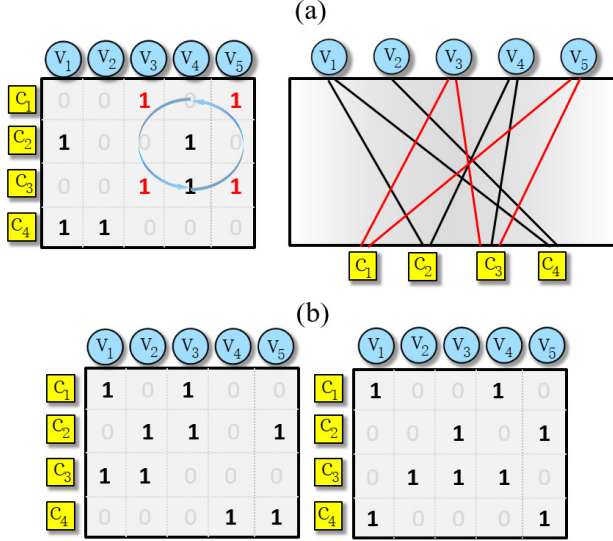 (a)
V1 V2 V3 V4 V5
C1 0 0 1 0 1
C2 1 0 0 1 0
C3 0 0 1 1 1
C4 1 1 0 0 0
V1 V2 V3 V4 V5
C1 C2 C3 C4
(b)
V1 V2 V3 V4 V5
C1 1 0 1 0 0
C2 0 1 1 0 1
C3 1 1 0 0 0
C4 0 0 0 1 1
V1 V2 V3 V4 V5
C1 1 0 0 1 0
C2 0 0 1 0 1
C3 0 1 1 1 0
C4 1 0 0 0 1